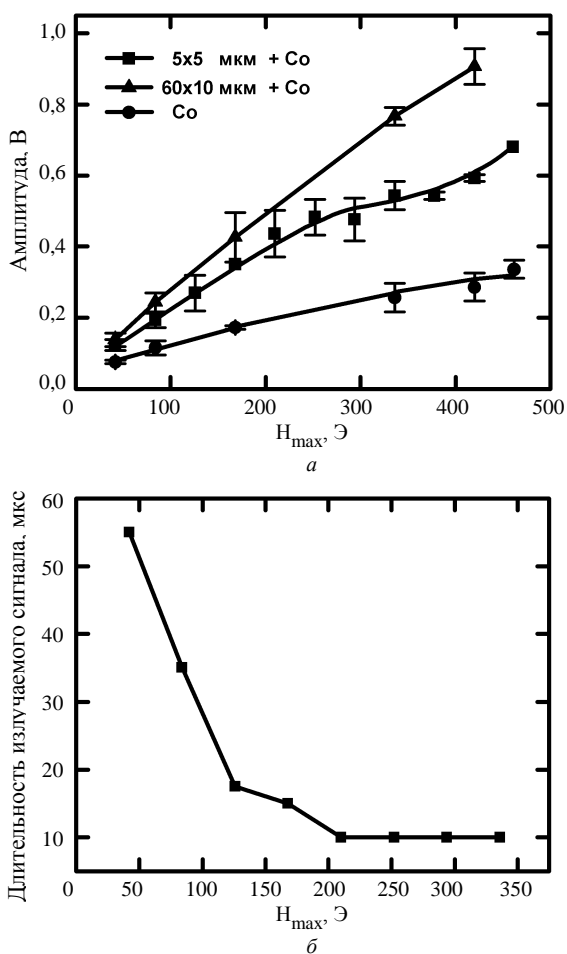 1,0
0,8
0,6
0,4
0,2
0,0
Амплитуда, В
5x5 мкм + Co
60x10 мкм + Co
Co
0 100 200 300 400 500
H_max, Э
а
60
50
40
30
20
10
Длительность излучаемого сигнала, мкс
0 50 100 150 200 250 300 350
H_max, Э
б